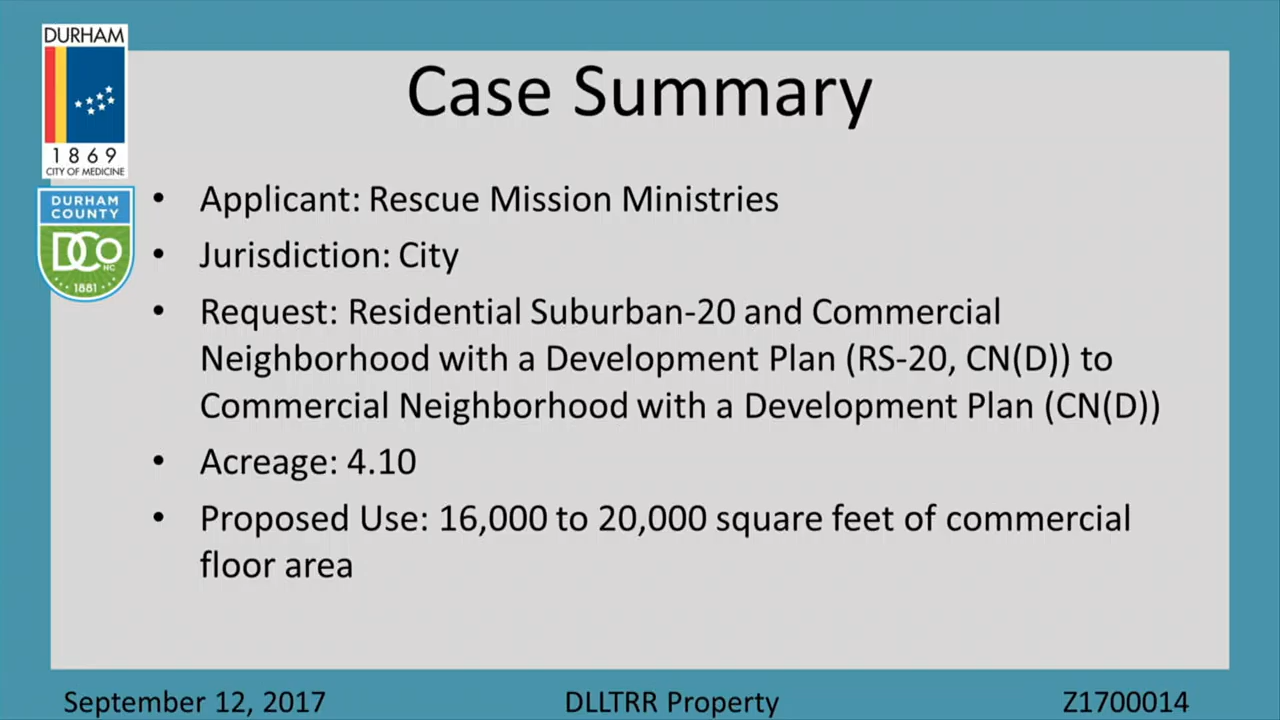 DURHAM
1869
CITY OF MEDICINE
DURHAM
COUNTY
DCo
NC
1881
Case Summary
• Applicant: Rescue Mission Ministries
• Jurisdiction: City
• Request: Residential Suburban-20 and Commercial
Neighborhood with a Development Plan (RS-20, CN(D)) to
Commercial Neighborhood with a Development Plan (CN(D))
• Acreage: 4.10
• Proposed Use: 16,000 to 20,000 square feet of commercial
floor area
September 12, 2017
DLLTRR Property
Z1700014